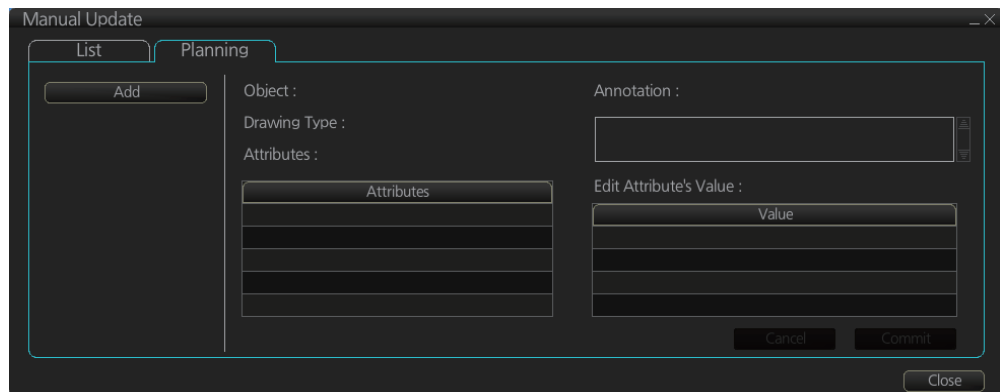 Manual Update
List
Planning
Add
Object :
Drawing Type :
Attributes :
Attributes
Annotation :
Edit Attribute's Value :
Value
Cancel
Commit
Close